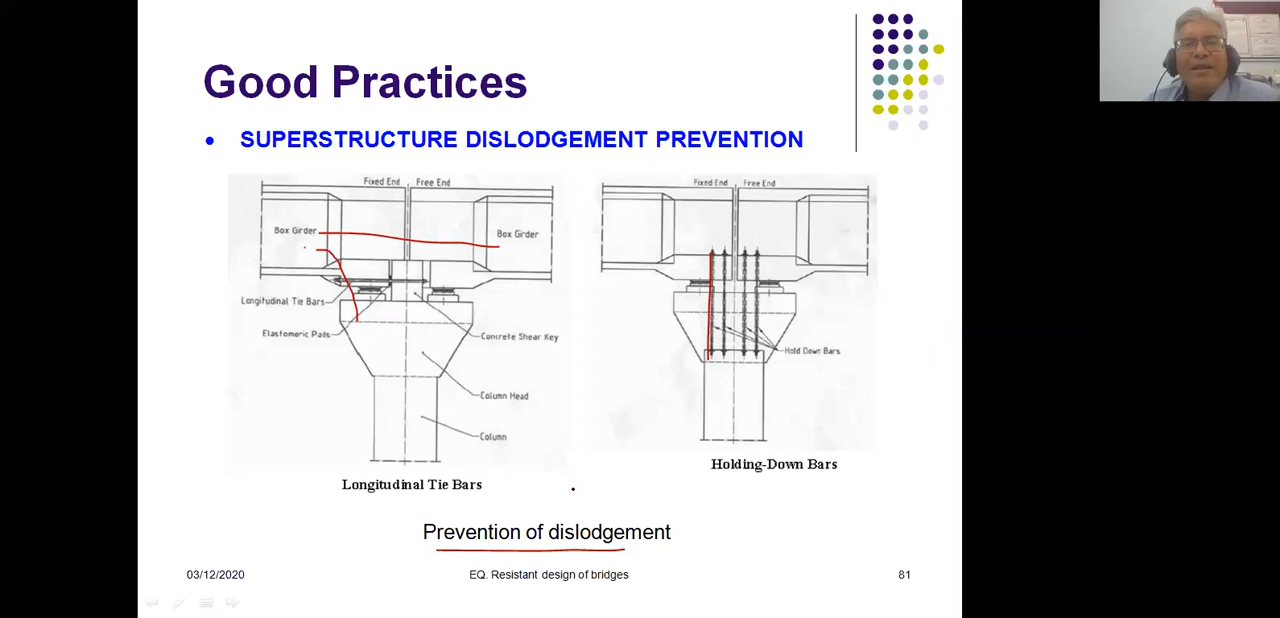 Good Practices
SUPERSTRUCTURE DISLODGEMENT PREVENTION
Fixed End
Free End
Box Girder
Box Girder
Longitudinal Tie Bars
Elastomeric Pads
Concrete Shear Key
Column Head
Column
Longitudinal Tie Bars
Fixed End
Free End
Hold Down Bars
Holding-Down Bars
Prevention of dislodgement
03/12/2020
EQ. Resistant design of bridges
81